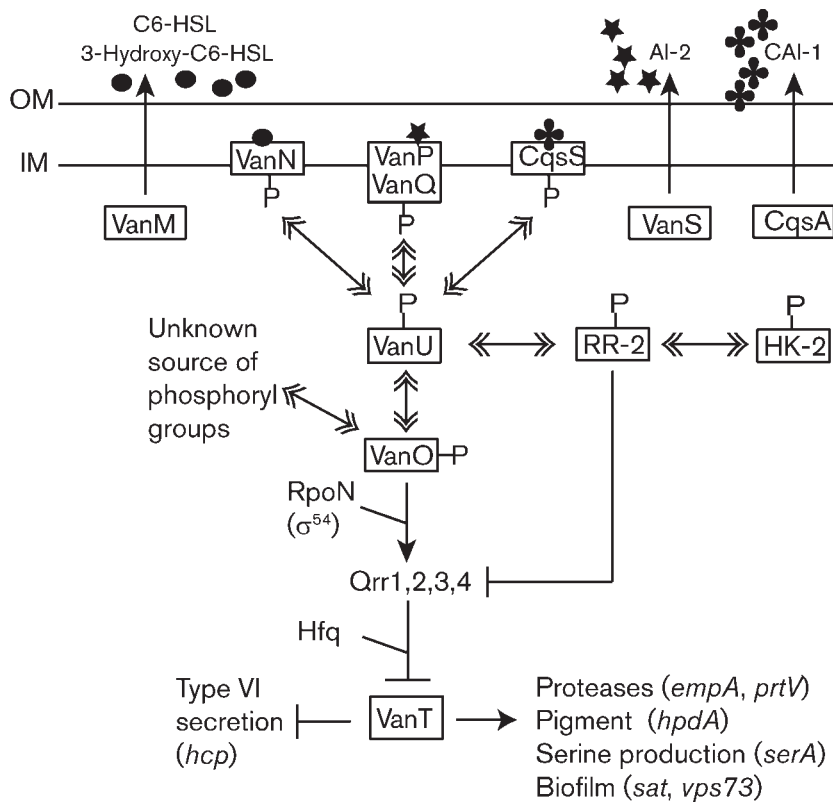 C6-HSL
3-Hydroxy-C6-HSL
AI-2
CAI-1
OM
IM
VanN
VanP
VanQ
CqsS
P
P
P
VanM
VanS
CqsA
P
P
P
Unknown
source of
phosphoryl
groups
VanU
RR-2
HK-2
VanO
P
RpoN
(σ⁵⁴)
Qrr1,2,3,4
Hfq
Type VI
secretion
(hcp)
VanT
Proteases (empA, prtV)
Pigment (hpdA)
Serine production (serA)
Biofilm (sat, vps73)